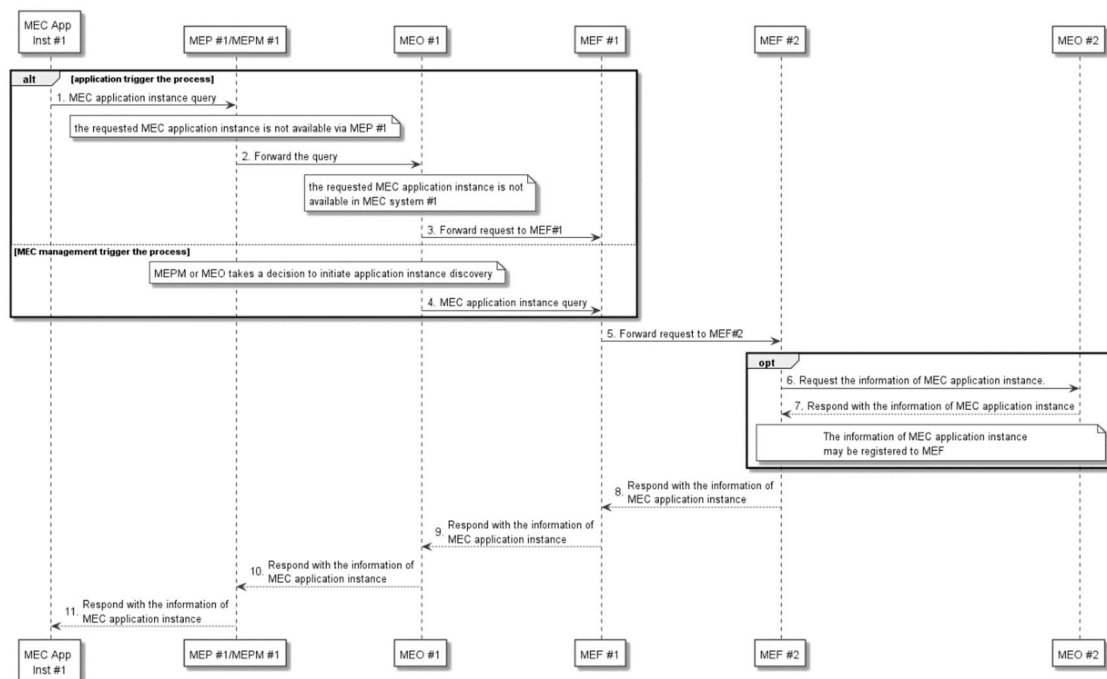 MEC App
Inst #1
MEP #1/MEPM #1
MEO #1
MEF #1
MEF #2
MEO #2
alt
[application trigger the process]
1. MEC application instance query
the requested MEC application instance is not available via MEP #1
2. Forward the query
the requested MEC application instance is not
available in MEC system #1
3. Forward request to MEF#1
[MEC management trigger the process]
MEPM or MEO takes a decision to initiate application instance discovery
4. MEC application instance query
5. Forward request to MEF#2
opt
6. Request the information of MEC application instance.
7. Respond with the information of MEC application instance
The information of MEC application instance
may be registered to MEF
8. Respond with the information of
MEC application instance
9. Respond with the information of
MEC application instance
10. Respond with the information of
MEC application instance
11. Respond with the information of
MEC application instance
MEC App
Inst #1
MEP #1/MEPM #1
MEO #1
MEF #1
MEF #2
MEO #2